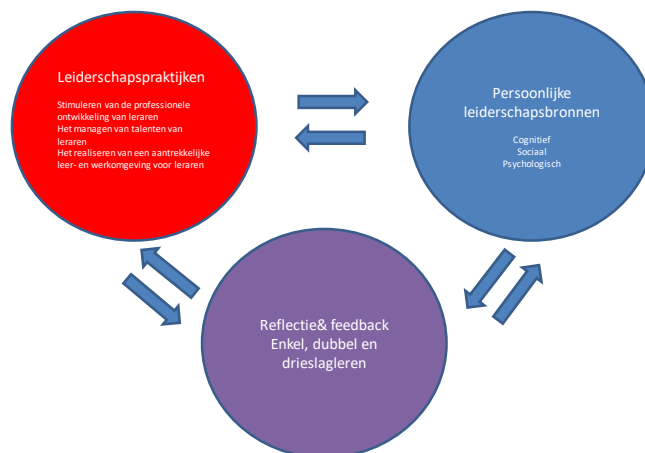 Leiderschapspraktijken
Stimuleren van de professionele
ontwikkeling van leraren
Het managen van talenten van
leraren
Het realiseren van een aantrekkelijke
leer- en werkomgeving voor leraren
Persoonlijke
leiderschapsbronnen
Cognitief
Sociaal
Psychologisch
Reflectie& feedback
Enkel, dubbel en
drieslagleren